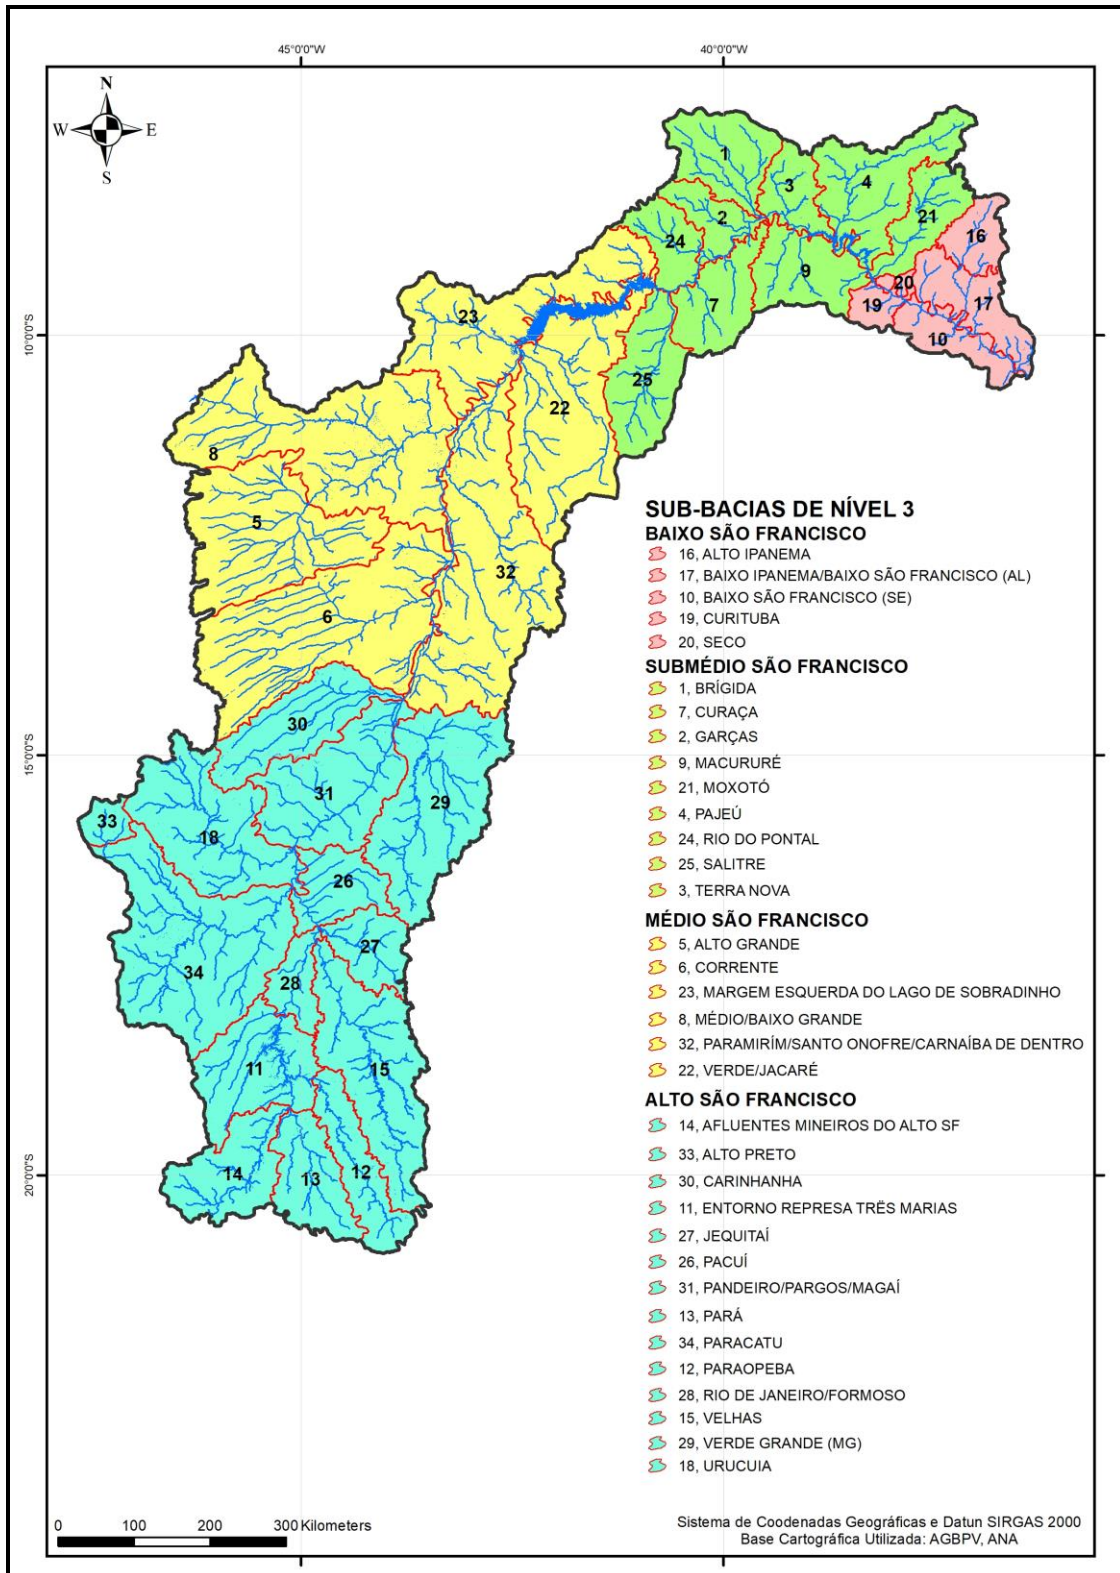 45°0'0"W
40°0'0"W
N
W
E
S
1
3
4
2
21
24
16
9
23
7
20
19
17
10
25
22
8
5
32
6
30
31
29
33
18
26
27
34
28
11
15
14
13
12
10°0'0"S
15°0'0"S
20°0'0"S
SUB-BACIAS DE NÍVEL 3
BAIXO SÃO FRANCISCO
16, ALTO IPANEMA
17, BAIXO IPANEMA/BAIXO SÃO FRANCISCO (AL)
10, BAIXO SÃO FRANCISCO (SE)
19, CURITUBA
20, SECO
SUBMÉDIO SÃO FRANCISCO
1, BRÍGIDA
7, CURAÇA
2, GARÇAS
9, MACURURÉ
21, MOXOTÓ
4, PAJEÚ
24, RIO DO PONTAL
25, SALITRE
3, TERRA NOVA
MÉDIO SÃO FRANCISCO
5, ALTO GRANDE
6, CORRENTE
23, MARGEM ESQUERDA DO LAGO DE SOBRADINHO
8, MÉDIO/BAIXO GRANDE
32, PARAMIRÍM/SANTO ONOFRE/CARNAÍBA DE DENTRO
22, VERDE/JACARÉ
ALTO SÃO FRANCISCO
14, AFLUENTES MINEIROS DO ALTO SF
33, ALTO PRETO
30, CARINHANHA
11, ENTORNO REPRESA TRÊS MARIAS
27, JEQUITAÍ
26, PACUÍ
31, PANDEIRO/PARGOS/MAGAÍ
13, PARÁ
34, PARACATU
12, PARAOPEBA
28, RIO DE JANEIRO/FORMOSO
15, VELHAS
29, VERDE GRANDE (MG)
18, URUCUIA
0 100 200 300 Kilometers
Sistema de Coodenadas Geográficas e Datun SIRGAS 2000
Base Cartográfica Utilizada: AGBPV, ANA